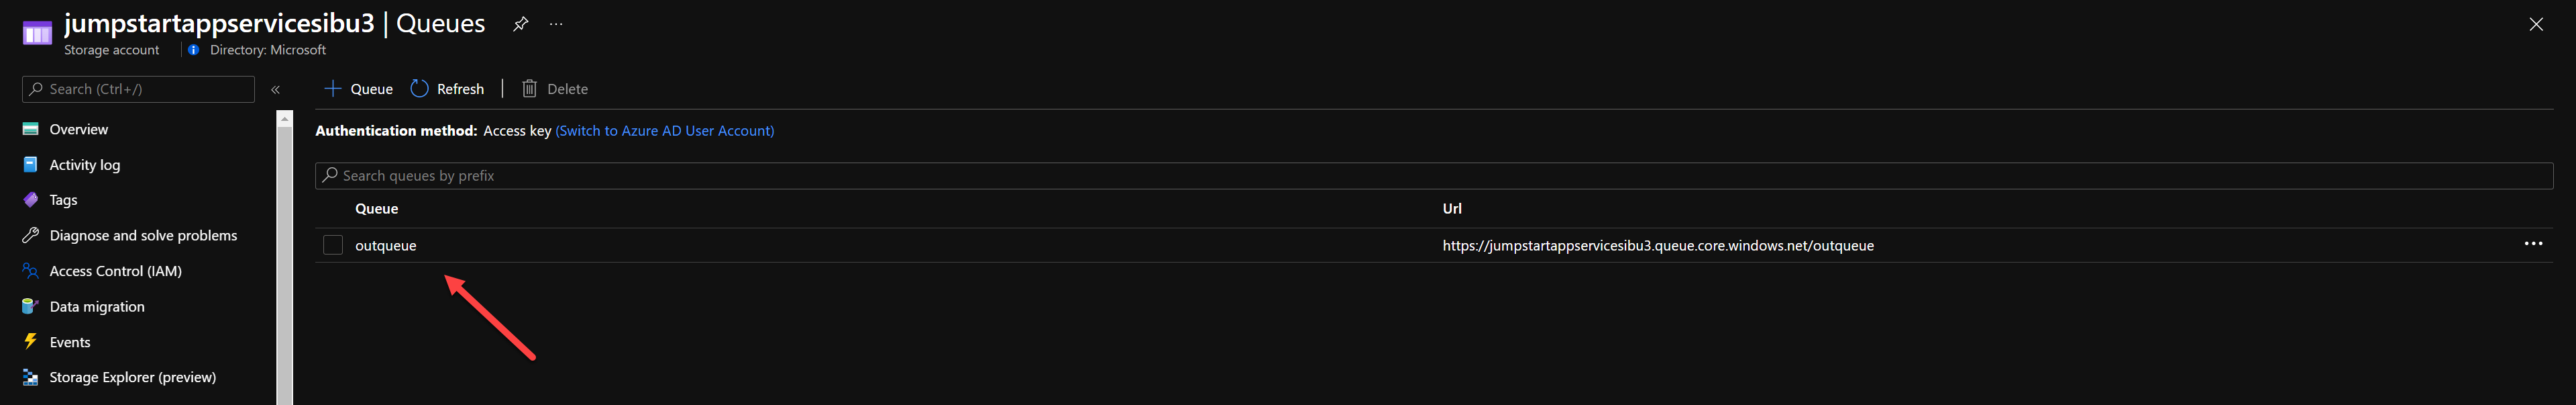 jumpstartappservicesibu3 | Queues
Storage account
Directory: Microsoft
Search (Ctrl+/)
Overview
Activity log
Tags
Diagnose and solve problems
Access Control (IAM)
Data migration
Events
Storage Explorer (preview)
Queue Refresh Delete
Authentication method: Access key (Switch to Azure AD User Account)
Search queues by prefix
Queue Url
outqueue https://jumpstartappservicesibu3.queue.core.windows.net/outqueue